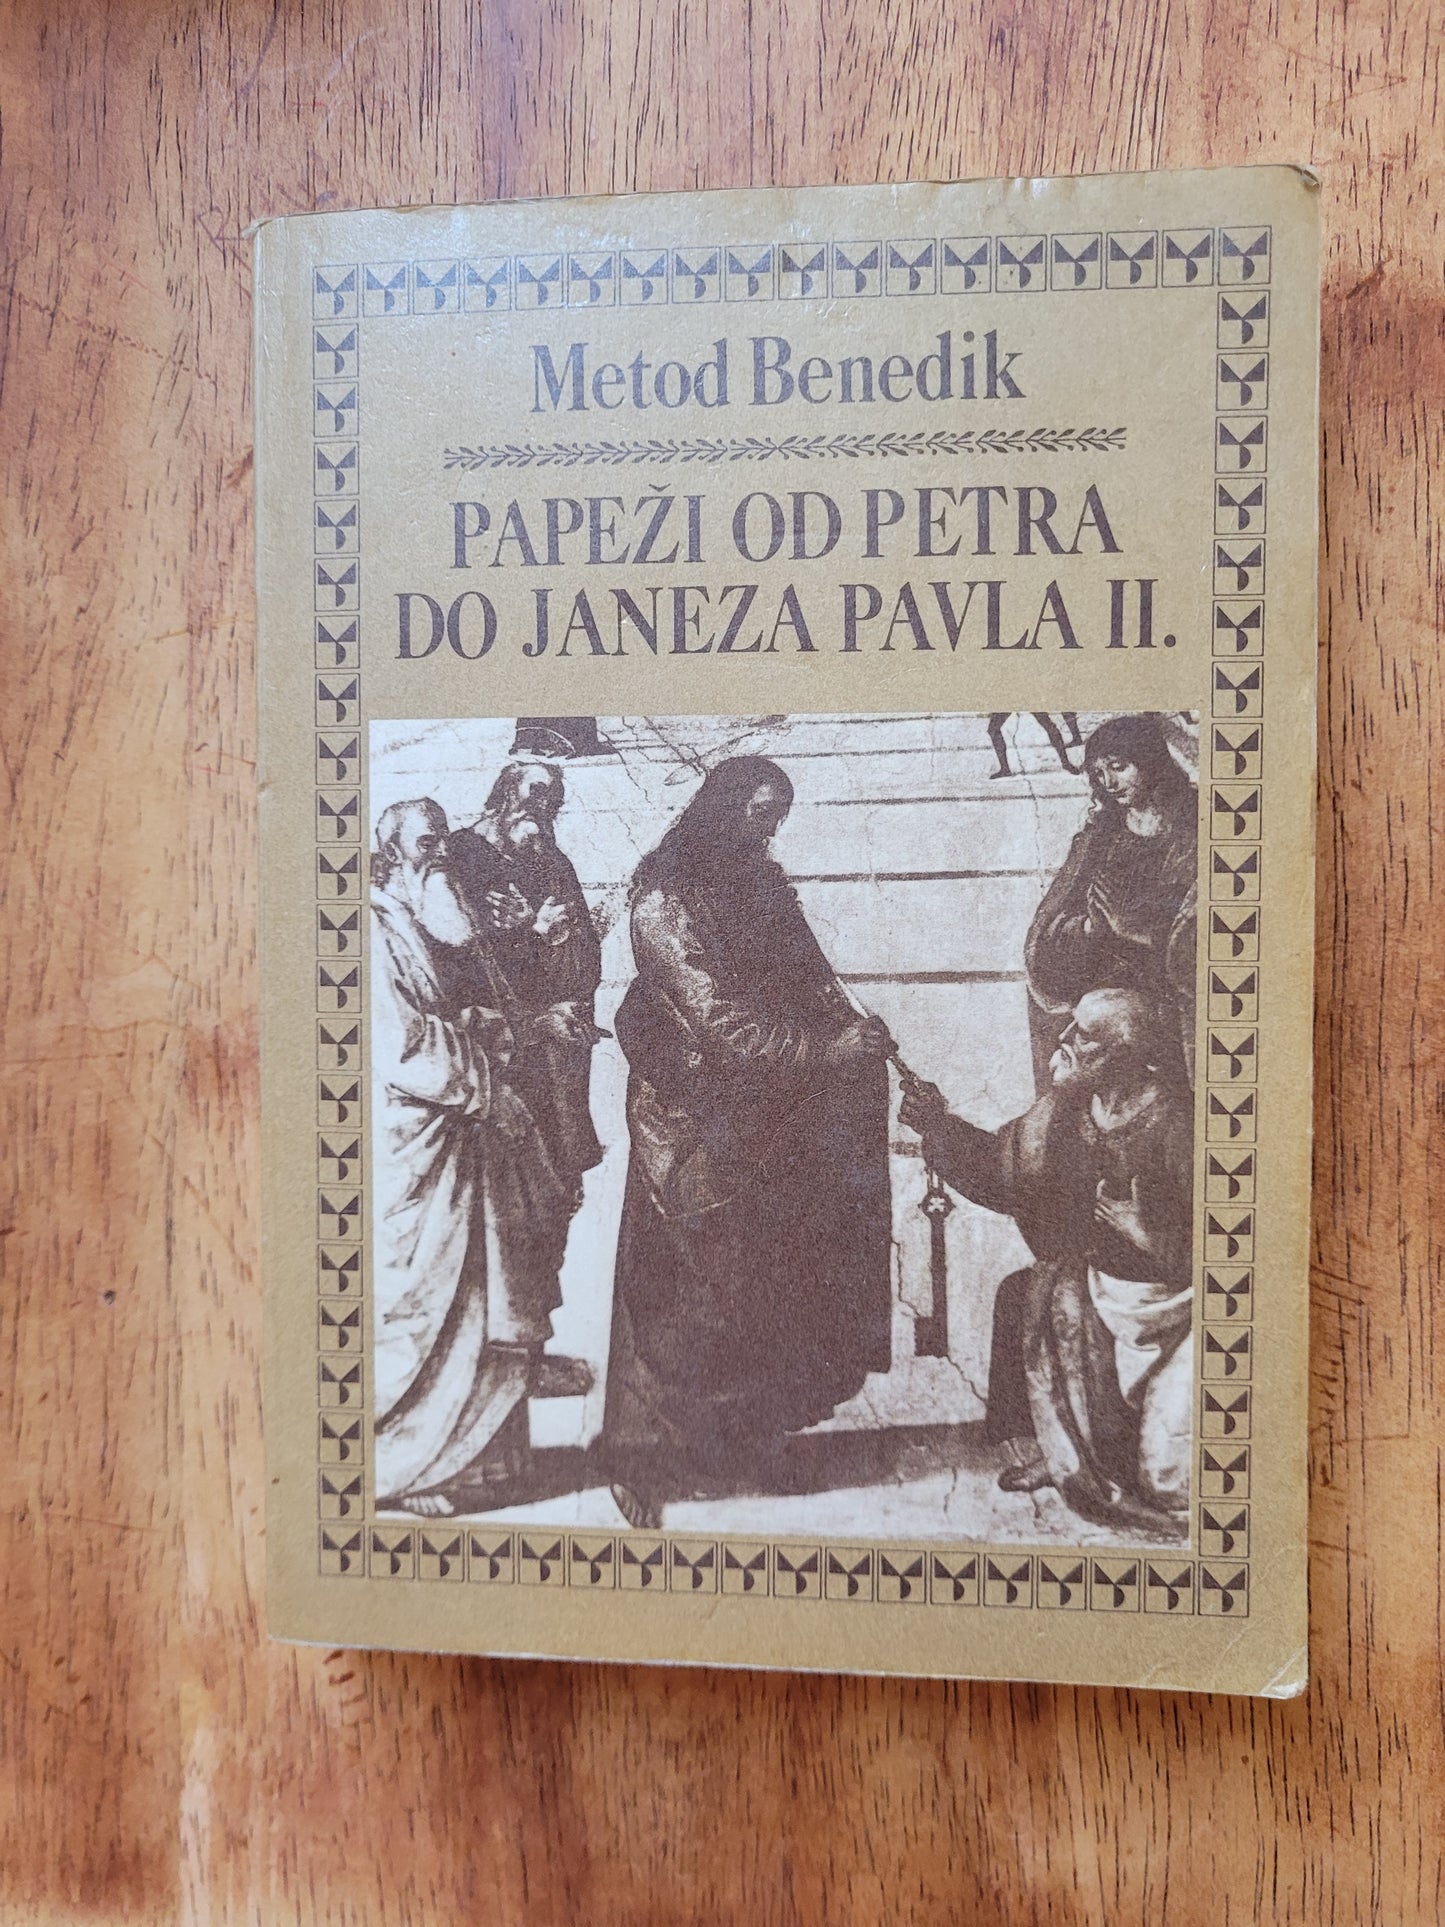 Metod Benedik
PAPEŽI OD PETRA
DO JANEZA PAVLA II.